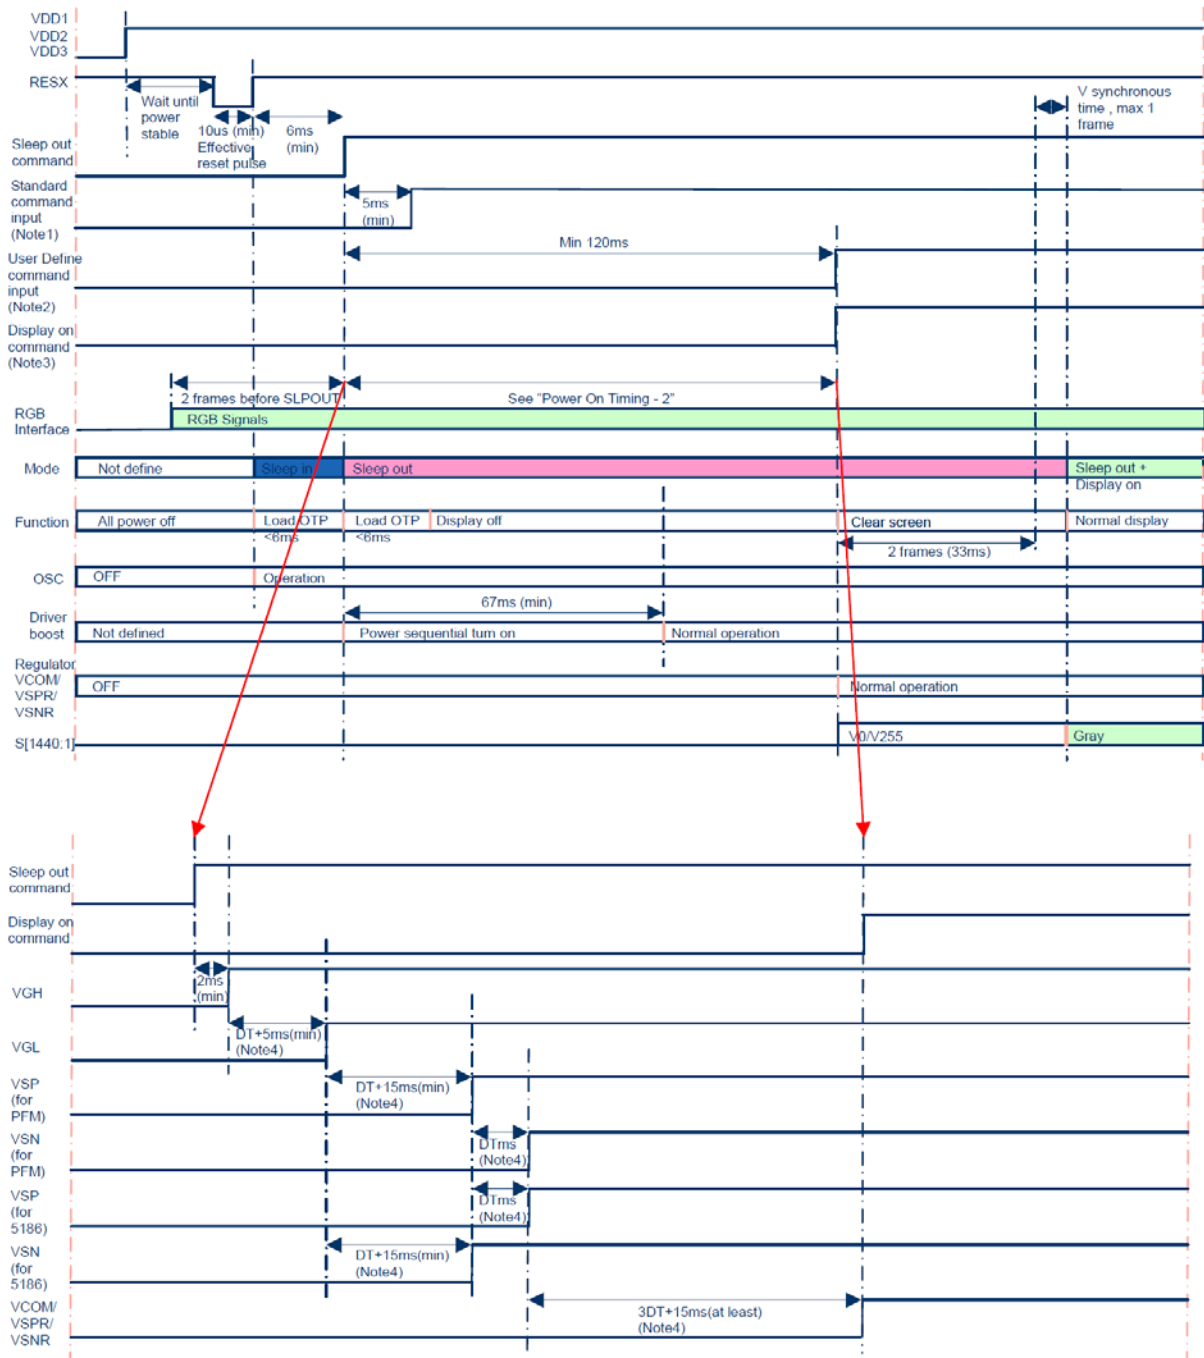 VDD1
VDD2
VDD3
RESX
Wait until
power
stable
10us (min)
Effective
reset pulse
6ms
(min)
V synchronous
time , max 1
frame
Sleep out
command
Standard
command
input
(Note1)
5ms
(min)
Min 120ms
User Define
command
input
(Note2)
Display on
command
(Note3)
2 frames before SLPOUT
See "Power On Timing - 2"
RGB
Interface
RGB Signals
Mode
Not define
Sleep in
Sleep out
Sleep out +
Display on
Function
All power off
Load OTP
<6ms
Load OTP
<6ms
Display off
Clear screen
Normal display
2 frames (33ms)
OSC
OFF
Operation
67ms (min)
Driver
boost
Not defined
Power sequential turn on
Normal operation
Regulator
VCOM/
VSPR/
VSNR
OFF
Normal operation
S[1440:1]
V0/V255
Gray
Sleep out
command
Display on
command
2ms
(min)
VGH
DT+5ms(min)
(Note4)
VGL
VSP
(for
PFM)
DT+15ms(min)
(Note4)
VSN
(for
PFM)
DTms
(Note4)
VSP
(for
5186)
DTms
(Note4)
VSN
(for
5186)
DT+15ms(min)
(Note4)
VCOM/
VSPR/
VSNR
3DT+15ms(at least)
(Note4)